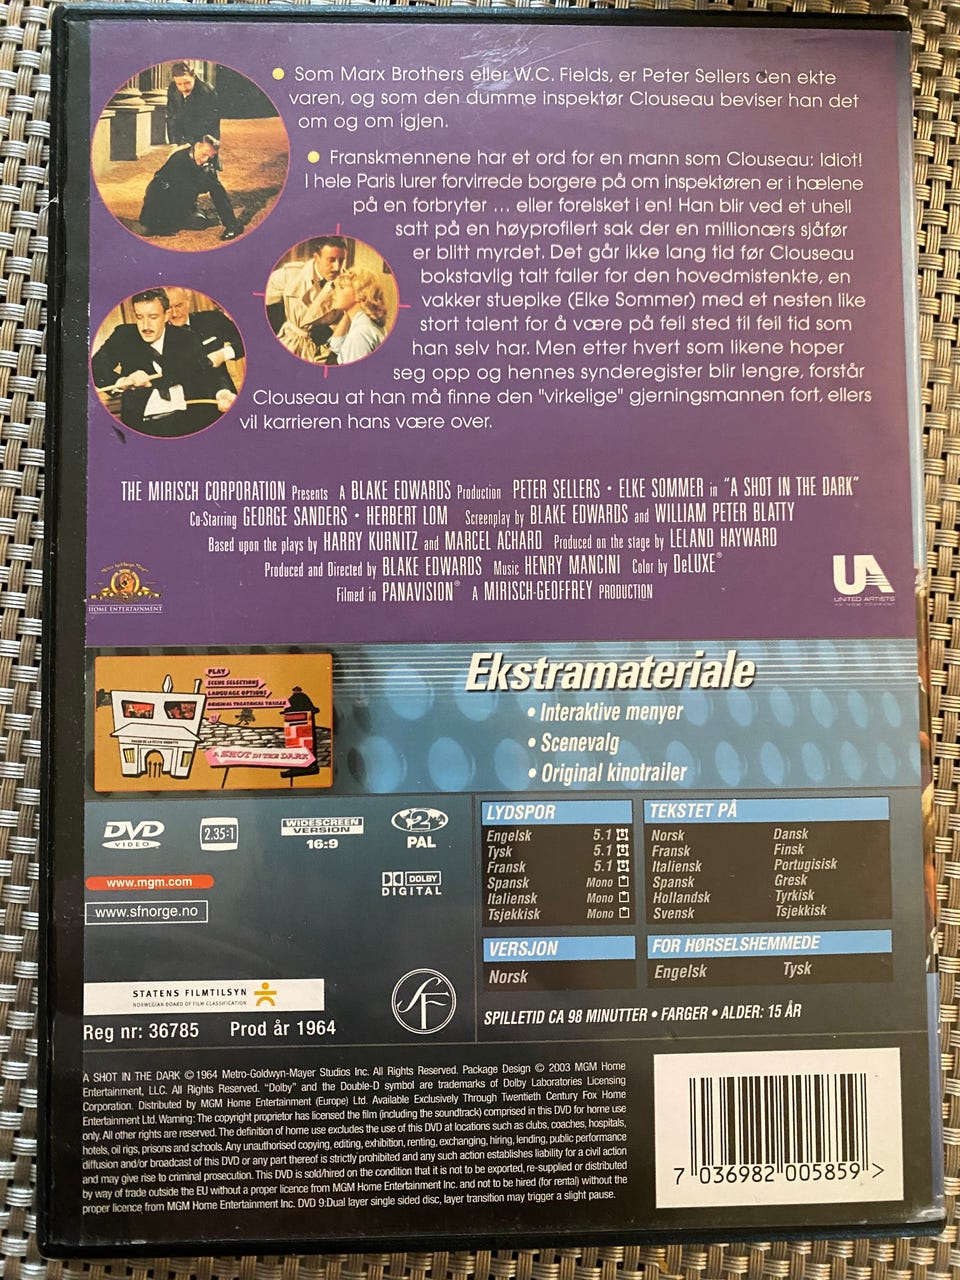 Som Marx Brothers eller W.C. Fields, er Peter Sellers den ekte
varen, og som den dumme inspektør Clouseau beviser han det
om og om igjen.
Franskmennene har et ord for en mann som Clouseau: Idiot!
I hele Paris lurer forvirrede borgere på om inspektøren er i hælene
på en forbryter ... eller forelsket i en! Han blir ved et uhell
satt på en høyprofilert sak der en millionærs sjåfør
er blitt myrdet. Det går ikke lang tid før Clouseau
bokstavlig talt faller for den hovedmistenkte, en
vakker stuepike (Elke Sommer) med et nesten like
stort talent for å være på feil sted til feil tid som
han selv har. Men etter hvert som likene hoper
seg opp og hennes synderegister blir lengre, forstår
Clouseau at han må finne den "virkelige" gjerningsmannen fort, ellers
vil karrieren hans være over.
THE MIRISCH CORPORATION Presents A BLAKE EDWARDS Production PETER SELLERS • ELKE SOMMER in "A SHOT IN THE DARK"
Co-Starring GEORGE SANDERS • HERBERT LOM Screenplay by BLAKE EDWARDS and WILLIAM PETER BLATTY
Based upon the plays by HARRY KURNITZ and MARCEL ACHARD Produced on the stage by LELAND HAYWARD
Produced and Directed by BLAKE EDWARDS Music HENRY MANCINI Color by DeLUXE®
Filmed in PANAVISION® A MIRISCH-GEOFFREY PRODUCTION
HOME ENTERTAINMENT
UA
UNITED ARTISTS
PLAY
SCENE SELECTIONS
LANGUAGE OPTIONS
ORIGINAL THEATRICAL TRAILER
A SHOT IN THE DARK
Ekstramateriale
• Interaktive menyer
• Scenevalg
• Original kinotrailer
DVD
VIDEO
2.35:1
WIDESCREEN
VERSION
16:9
2
PAL
www.mgm.com
www.sfnorge.no
DOLBY
DIGITAL
LYDSPOR
Engelsk 5.1
Tysk 5.1
Fransk 5.1
Spansk Mono
Italiensk Mono
Tsjekkisk Mono
TEKSTET PÅ
Norsk Dansk
Fransk Finsk
Italiensk Portugisisk
Spansk Gresk
Hollandsk Tyrkisk
Svensk Tsjekkisk
VERSJON
Norsk
FOR HØRSELSHEMMEDE
Engelsk Tysk
SPILLETID CA 98 MINUTTER • FARGER • ALDER: 15 ÅR
STATENS FILMTILSYN
NORWEGIAN BOARD OF FILM CLASSIFICATION
Reg nr: 36785 Prod år 1964
SF
A SHOT IN THE DARK © 1964 Metro-Goldwyn-Mayer Studios Inc. All Rights Reserved. Package Design © 2003 MGM Home
Entertainment, LLC. All Rights Reserved. "Dolby" and the Double-D symbol are trademarks of Dolby Laboratories Licensing
Corporation. Distributed by MGM Home Entertainment (Europe) Ltd. Available Exclusively Through Twentieth Century Fox Home
Entertainment Ltd. Warning: The copyright proprietor has licensed the film (including the soundtrack) comprised in this DVD for home use
only. All other rights are reserved. The definition of home use excludes the use of this DVD at locations such as clubs, coaches, hospitals,
hotels, oil rigs, prisons and schools. Any unauthorised copying, editing, exhibition, renting, exchanging, hiring, lending, public performance
diffusion and/or broadcast of this DVD or any part thereof is strictly prohibited and any such action establishes liability for a civil action
and may give rise to criminal prosecution. This DVD is sold/hired on the condition that it is not to be exported, re-supplied or distributed
by way of trade outside the EU without a proper licence from MGM Home Entertainment Inc. and not to be hired (for rental) without the
proper licence from MGM Home Entertainment Inc. DVD 9:Dual layer single sided disc, layer transition may trigger a slight pause.
7 036982 005859 >